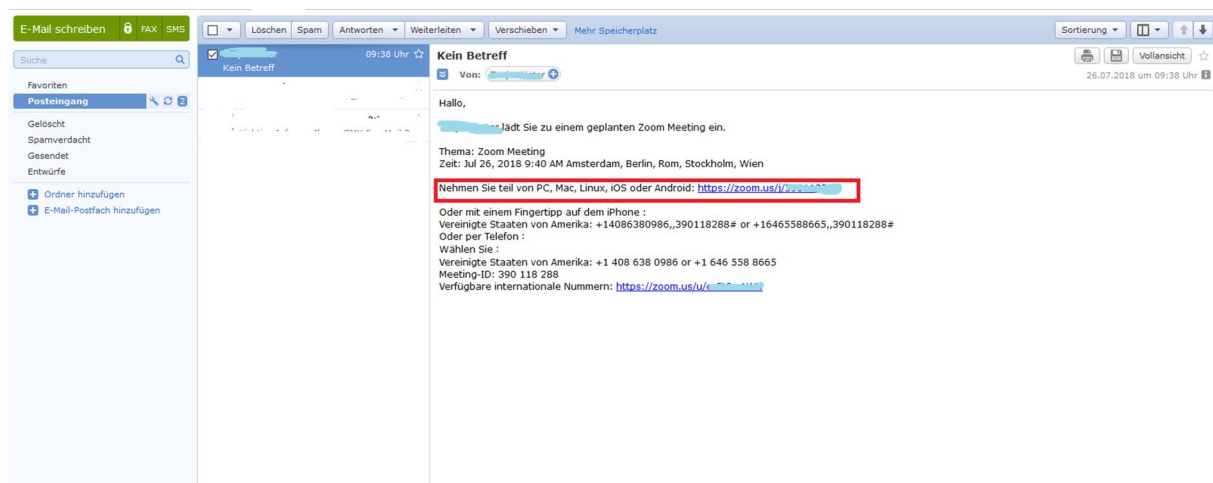 E-Mail schreiben FAX SMS
Löschen Spam Antworten Weiterleiten Verschieben Mehr Speicherplatz
Sortierung
Suche
Favoriten
Posteingang 2
Gelöscht
Spamverdacht
Gesendet
Entwürfe
Ordner hinzufügen
E-Mail-Postfach hinzufügen
09:38 Uhr
Kein Betreff
Kein Betreff
Vollansicht
Von:
26.07.2018 um 09:38 Uhr
Hallo,
lädt Sie zu einem geplanten Zoom Meeting ein.
Thema: Zoom Meeting
Zeit: Jul 26, 2018 9:40 AM Amsterdam, Berlin, Rom, Stockholm, Wien
Nehmen Sie teil von PC, Mac, Linux, iOS oder Android: https://zoom.us/j/
Oder mit einem Fingertipp auf dem iPhone :
Vereinigte Staaten von Amerika: +14086380986,,390118288# or +16465588665,,390118288#
Oder per Telefon :
Wählen Sie :
Vereinigte Staaten von Amerika: +1 408 638 0986 or +1 646 558 8665
Meeting-ID: 390 118 288
Verfügbare internationale Nummern: https://zoom.us/u/